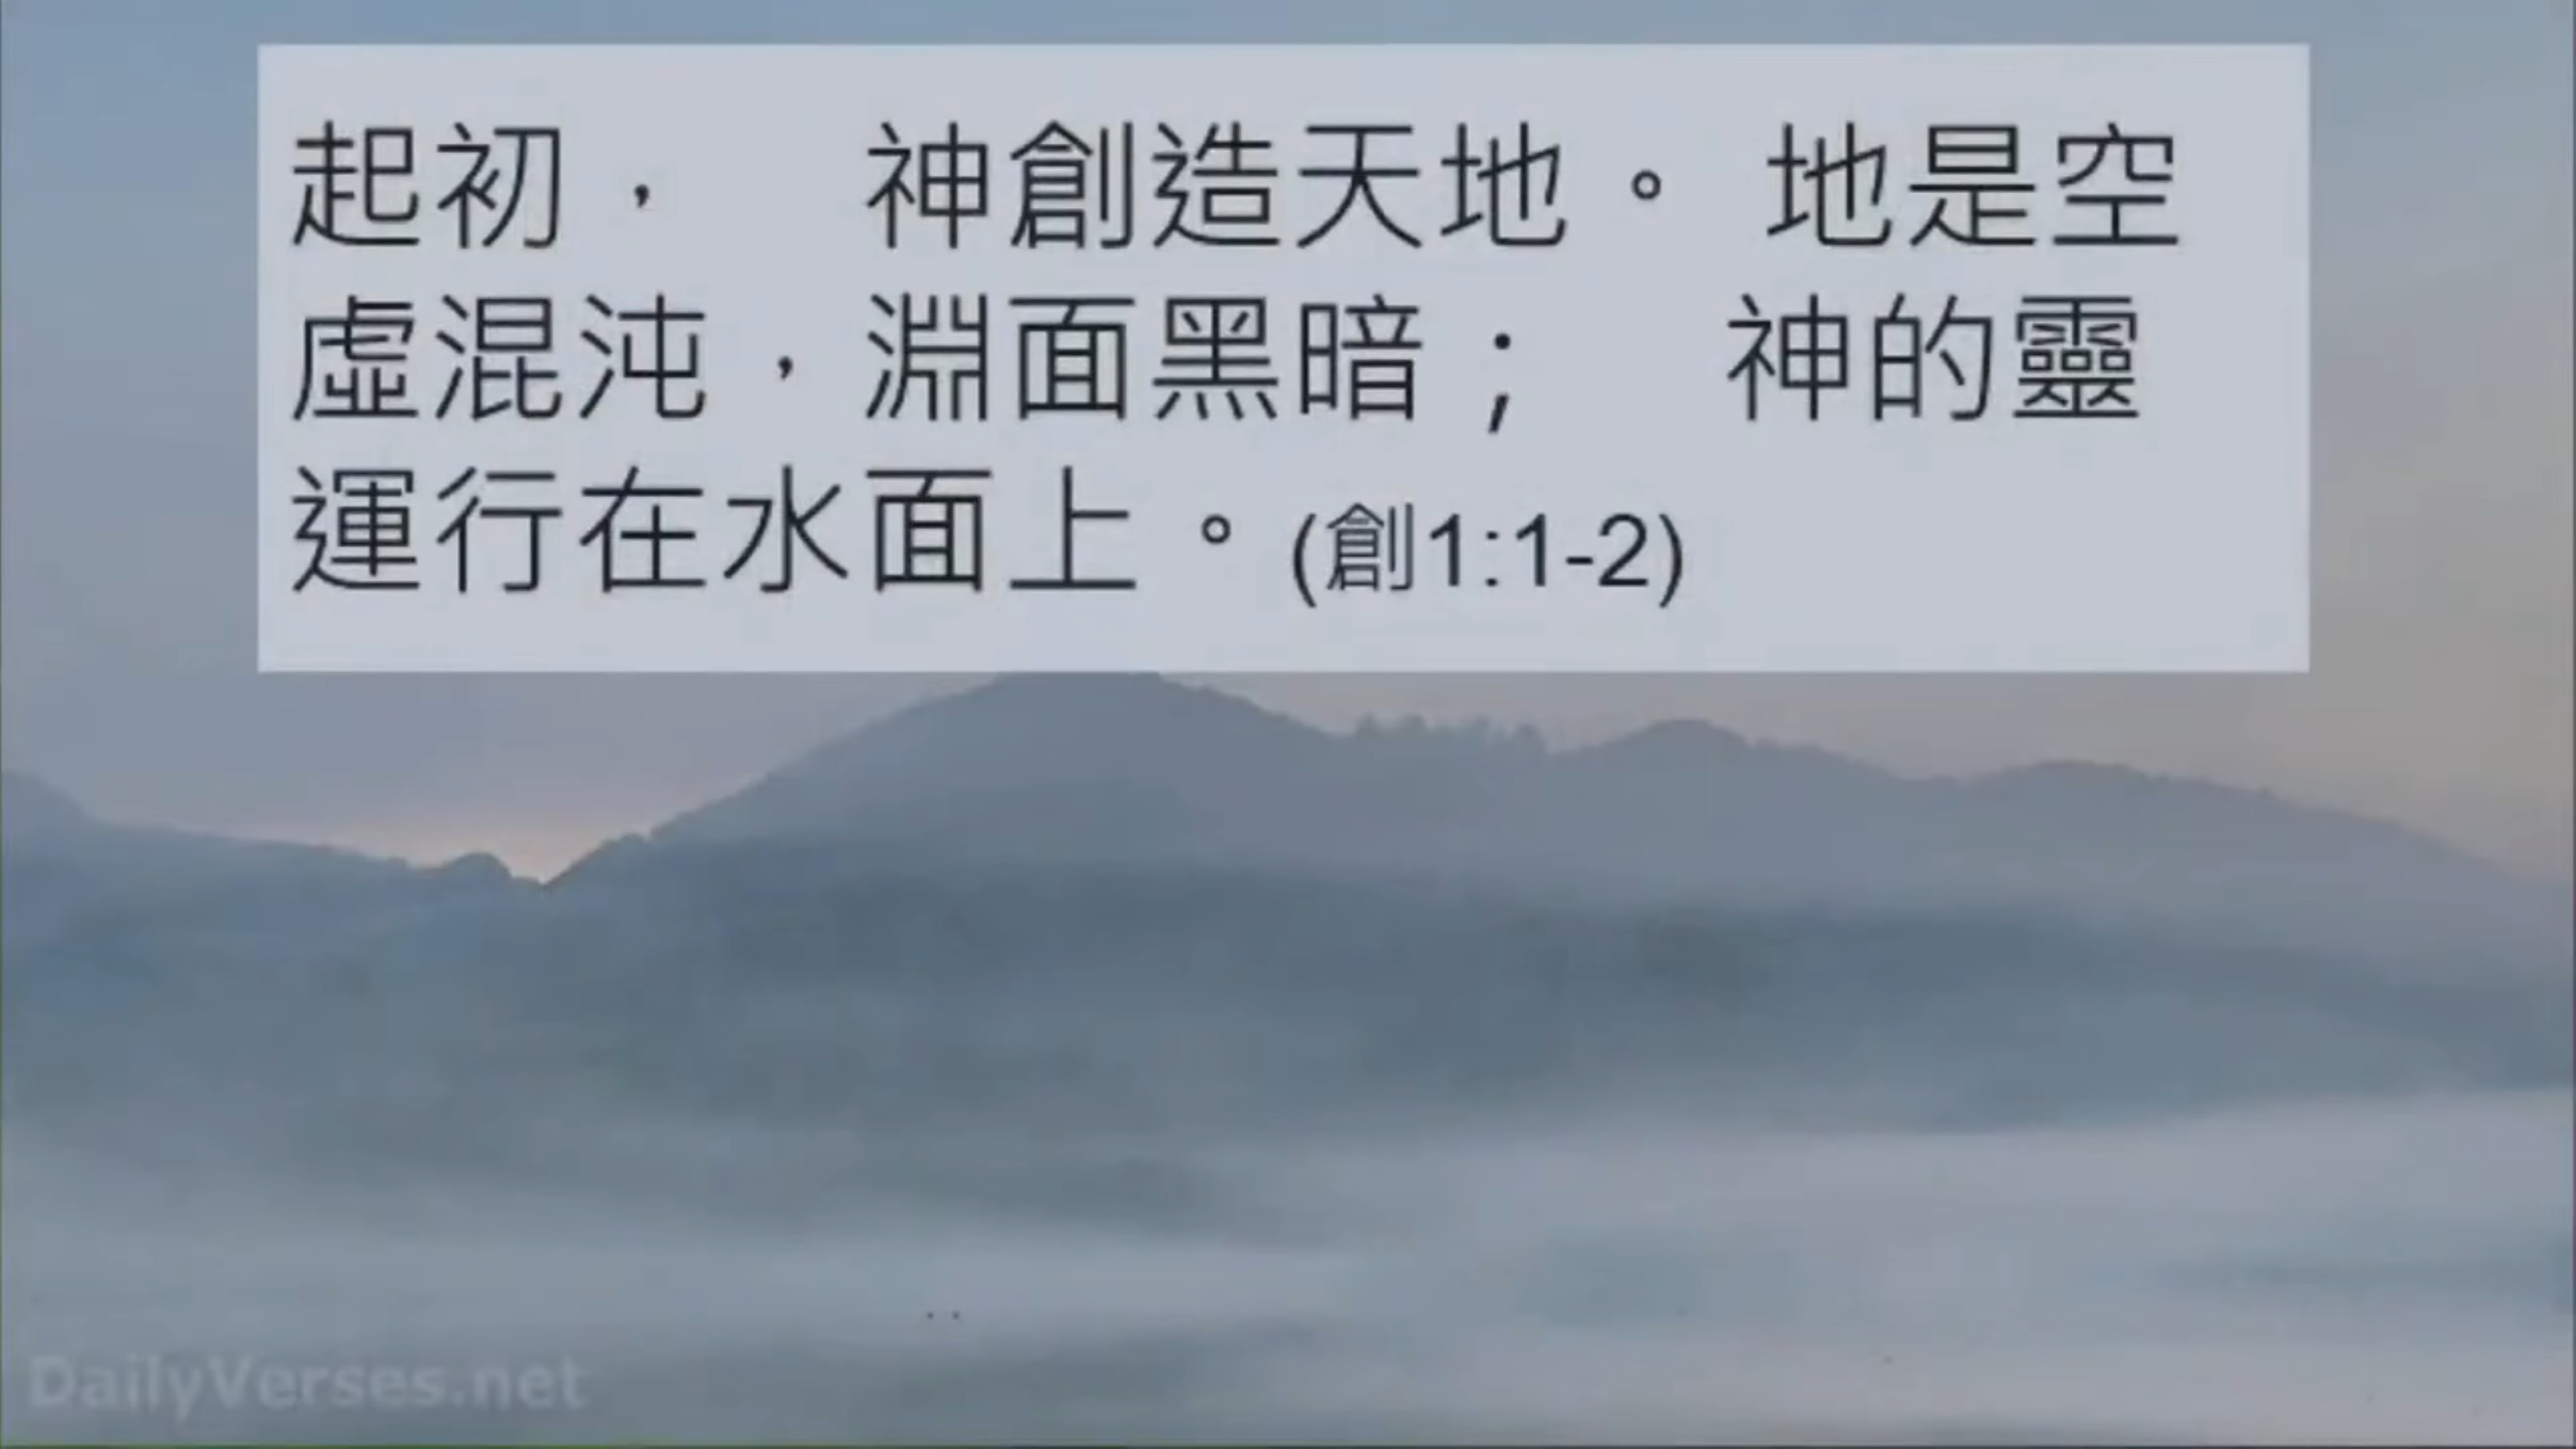 起初，　神創造天地。 地是空
虛混沌，淵面黑暗；　神的靈
運行在水面上。(創1:1-2)
DailyVerses.net